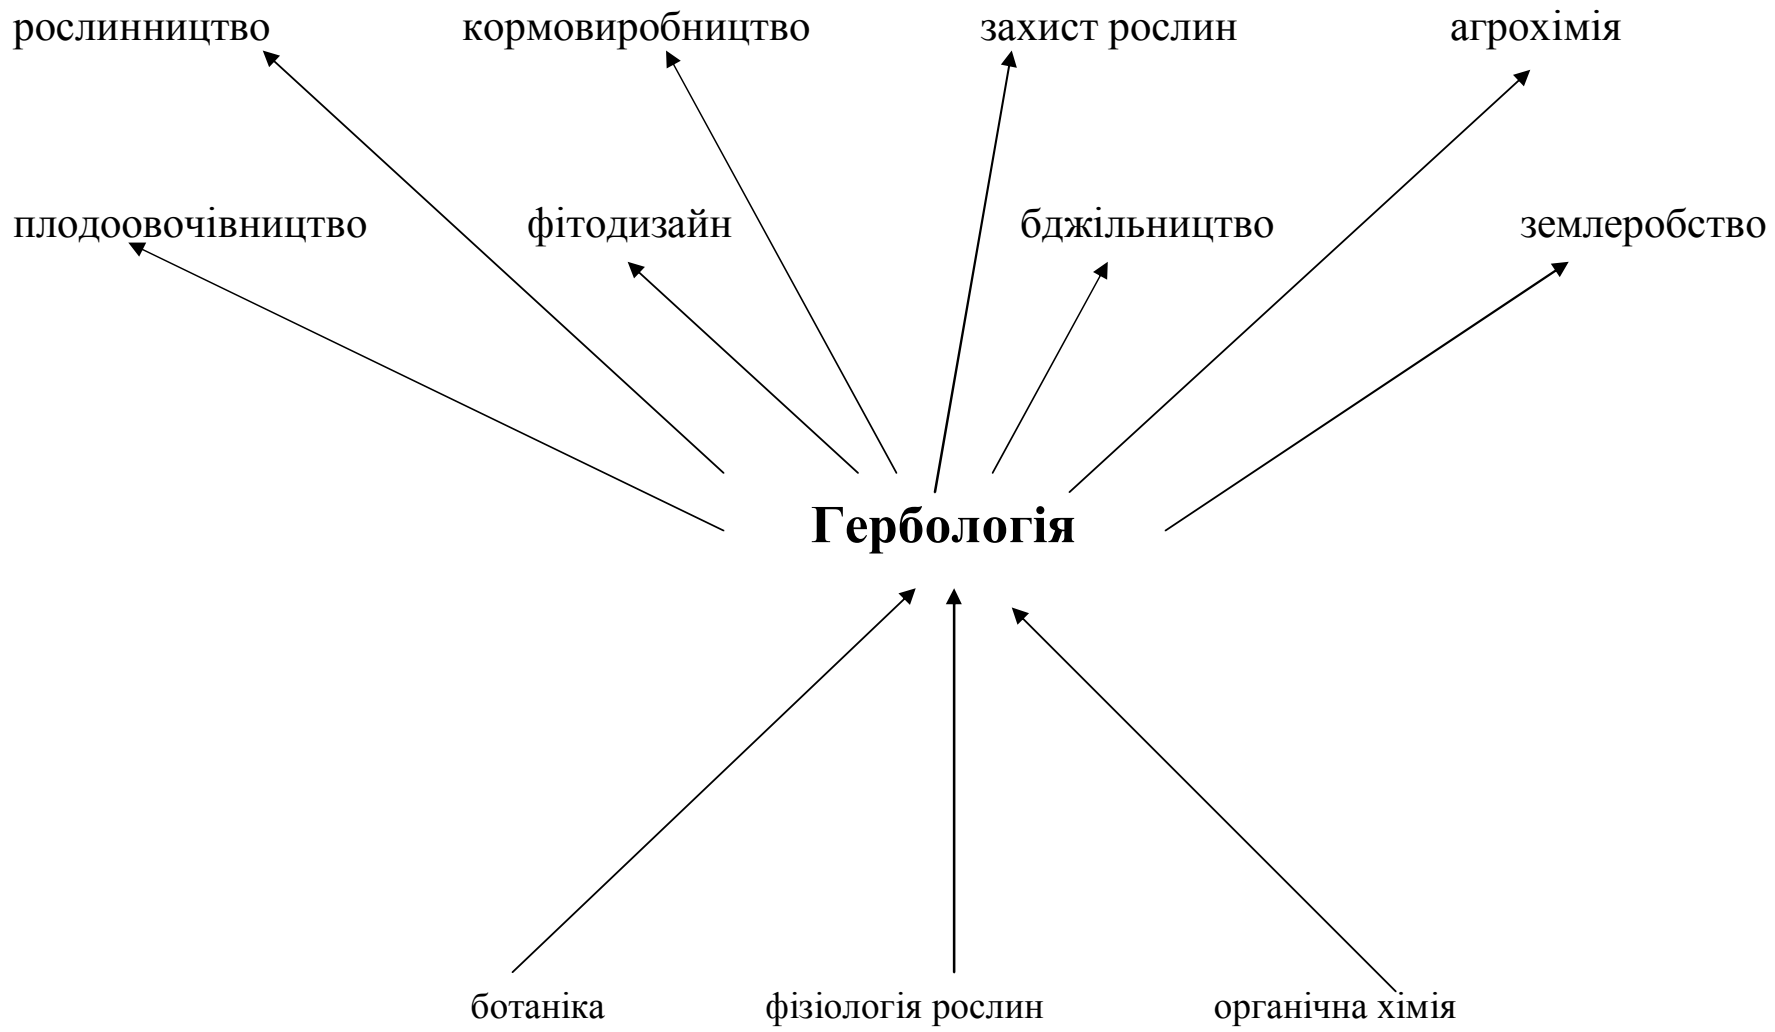 рослинництво кормовиробництво захист рослин агрохімія
плодоовочівництво фітодизайн бджільництво землеробство
Гербологія
ботаніка фізіологія рослин органічна хімія